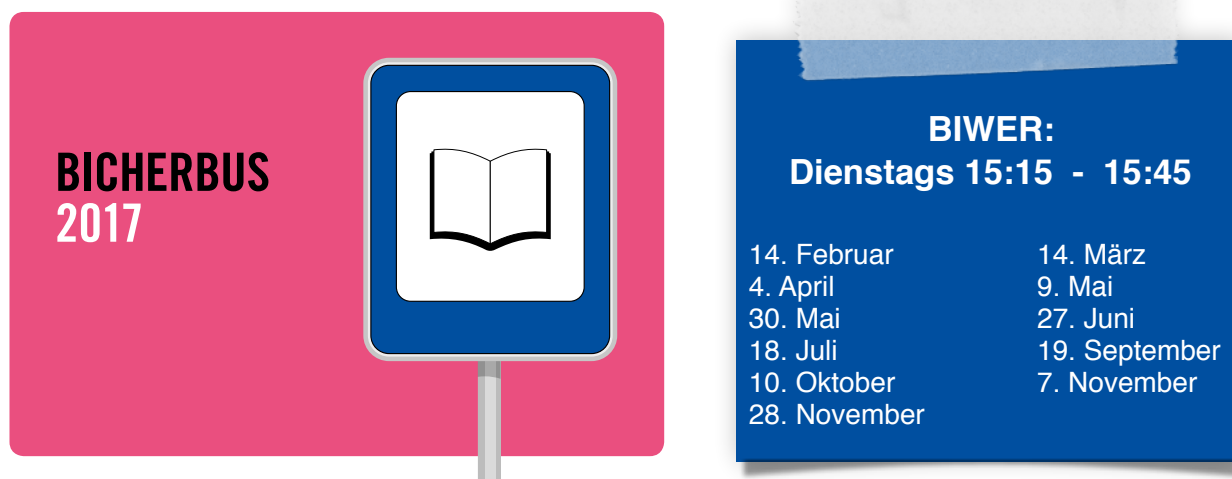 BICHERBUS
2017
BIWER:
Dienstags 15:15 - 15:45
14. Februar 14. März
4. April 9. Mai
30. Mai 27. Juni
18. Juli 19. September
10. Oktober 7. November
28. November